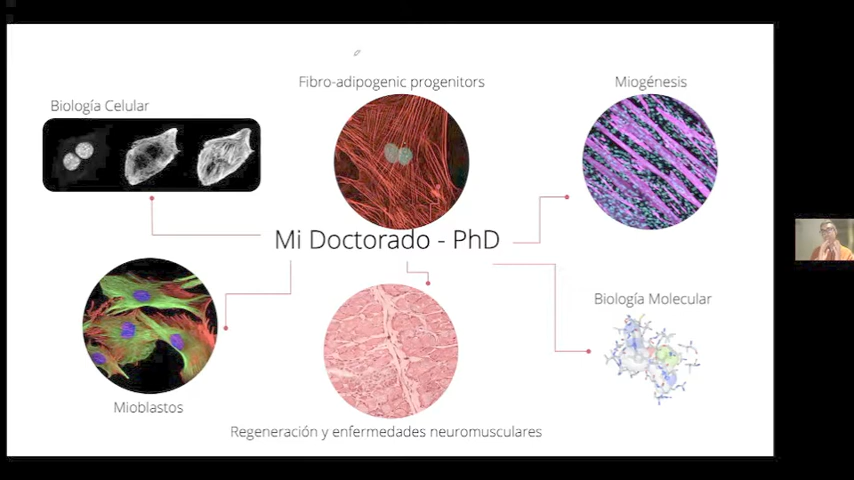 Fibro-adipogenic progenitors
Miogénesis
Biología Celular
Mi Doctorado - PhD
Biología Molecular
Mioblastos
Regeneración y enfermedades neuromusculares